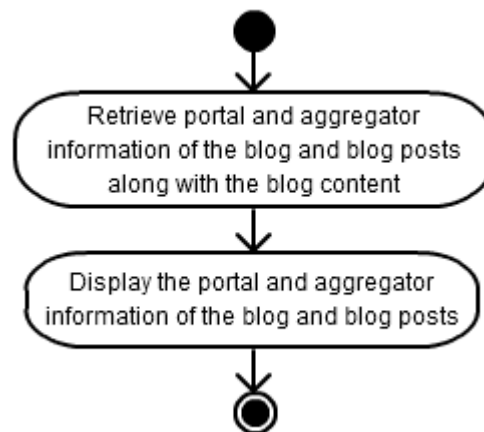 Retrieve portal and aggregator
information of the blog and blog posts
along with the blog content
Display the portal and aggregator
information of the blog and blog posts